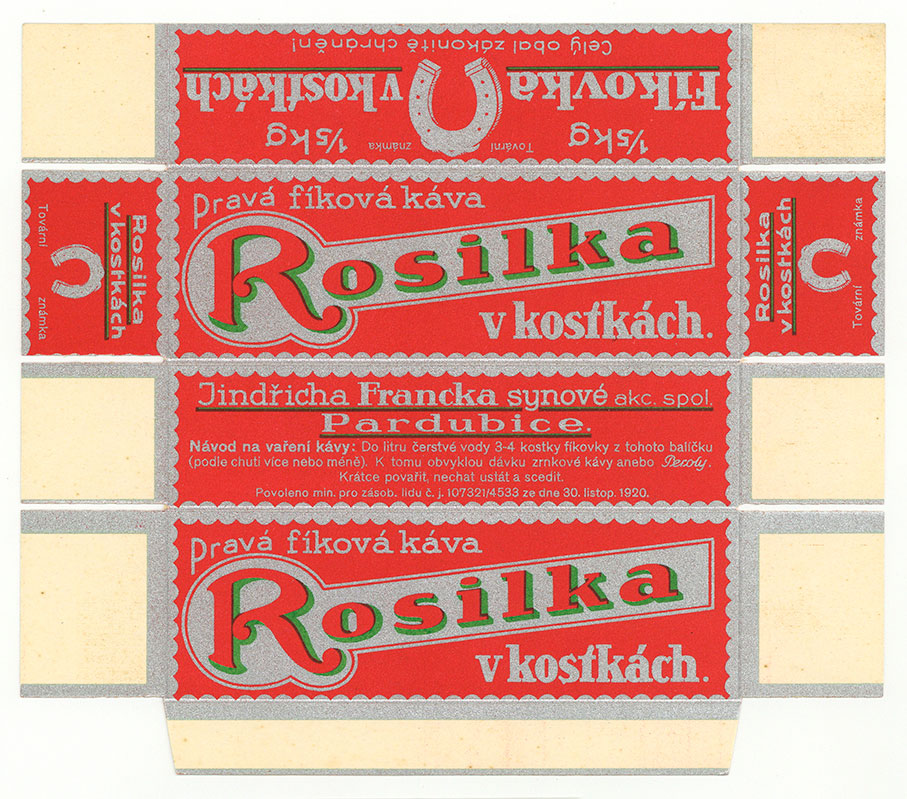 Celý obal zákonitě chráněn!
Fíkovka v kostkách
1/5 kg Tovární známka 1/5 kg
Pravá fíková káva
Rosilka
v kostkách.
Rosilka
v kostkách
Tovární známka
Rosilka
v kostkách
Tovární známka
Jindřicha Francka synové akc. spol.
Pardubice.
Návod na vaření kávy: Do litru čerstvé vody 3-4 kostky fíkovky z tohoto balíčku
(podle chuti více nebo méně). K tomu obvyklou dávku zrnkové kávy anebo Peroly.
Krátce povařit, nechat ustát a scedit.
Povoleno min. pro zásob. lidu č. j. 107321/4533 ze dne 30. listop. 1920.
Pravá fíková káva
Rosilka
v kostkách.